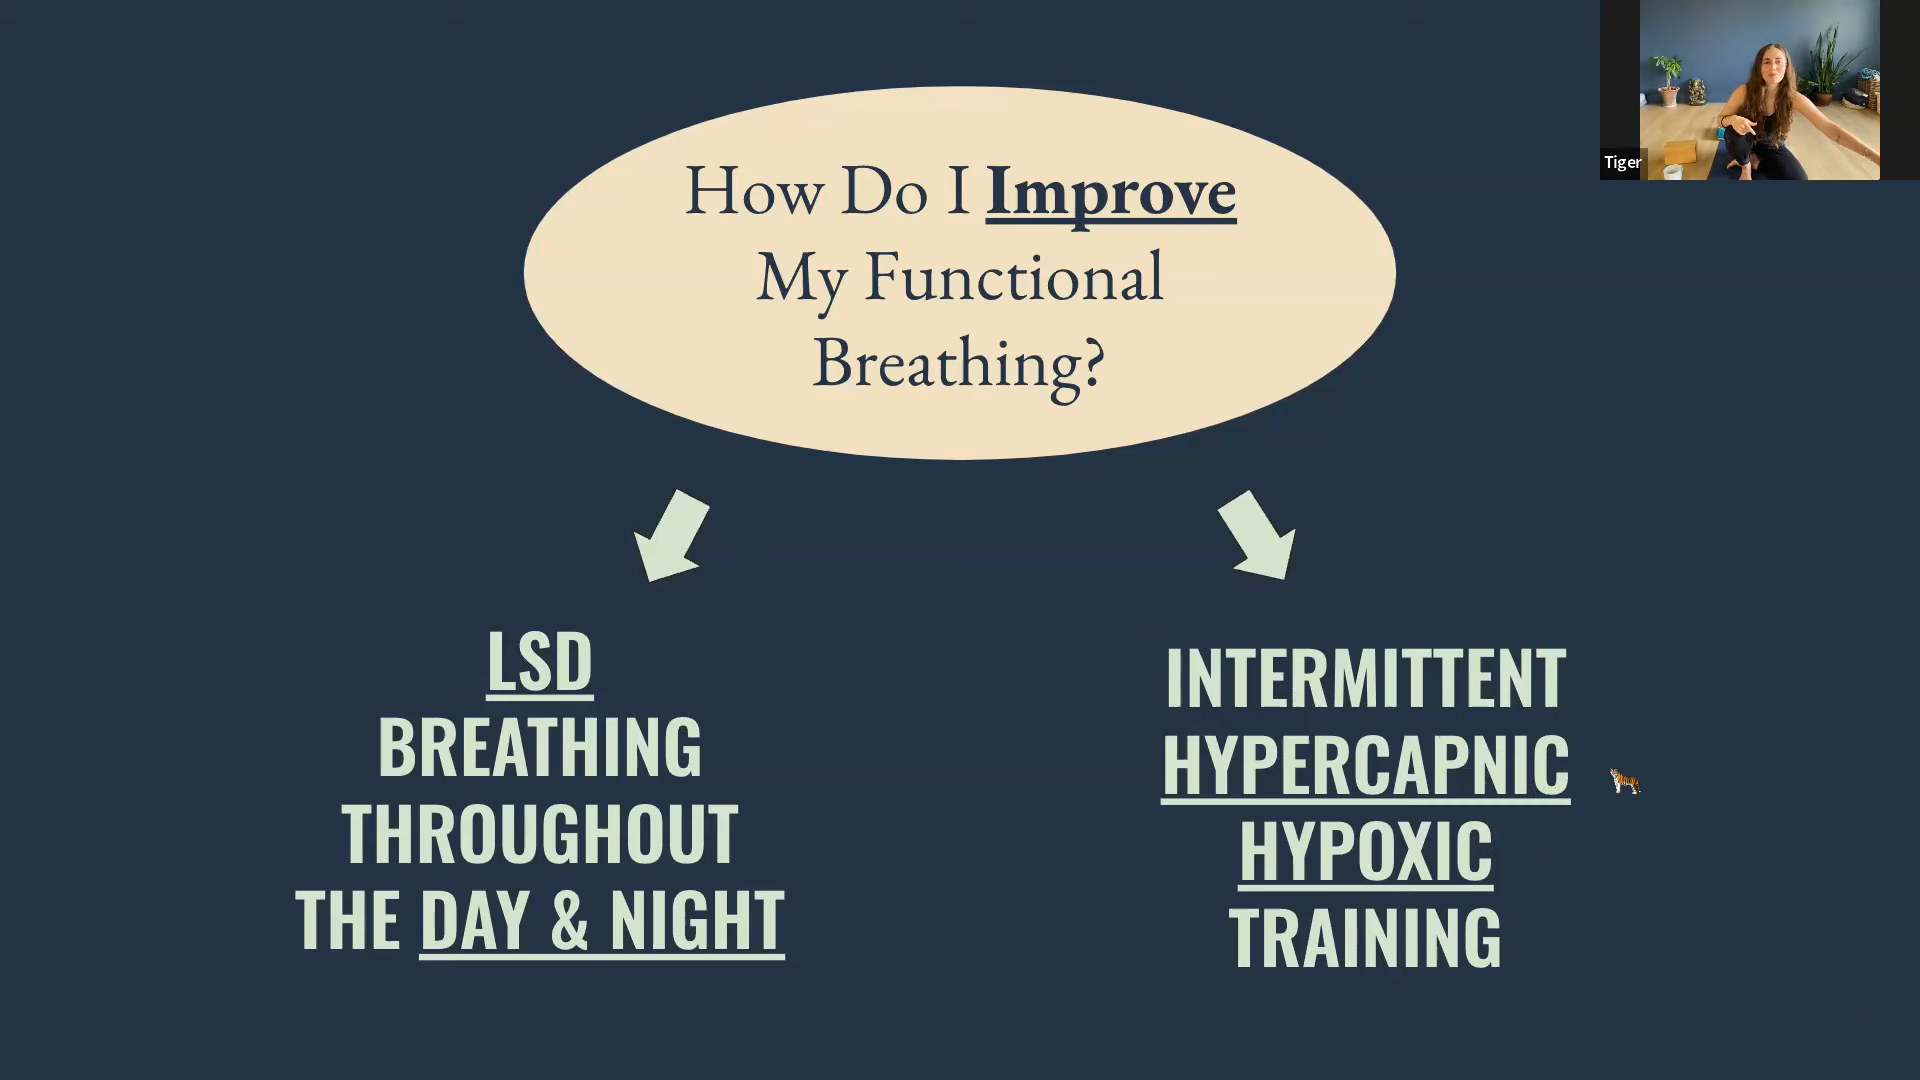 How Do I Improve
My Functional
Breathing?
LSD
BREATHING
THROUGHOUT
THE DAY & NIGHT
INTERMITTENT
HYPERCAPNIC
HYPOXIC
TRAINING
Tiger